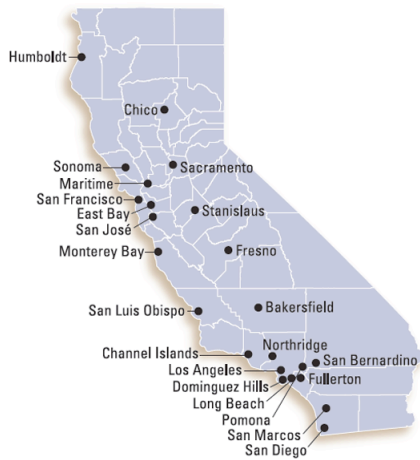 Humboldt
Chico
Sonoma
Sacramento
Maritime
San Francisco
East Bay
Stanislaus
San José
Monterey Bay
Fresno
San Luis Obispo
Bakersfield
Northridge
Channel Islands
San Bernardino
Los Angeles
Dominguez Hills
Fullerton
Long Beach
Pomona
San Marcos
San Diego